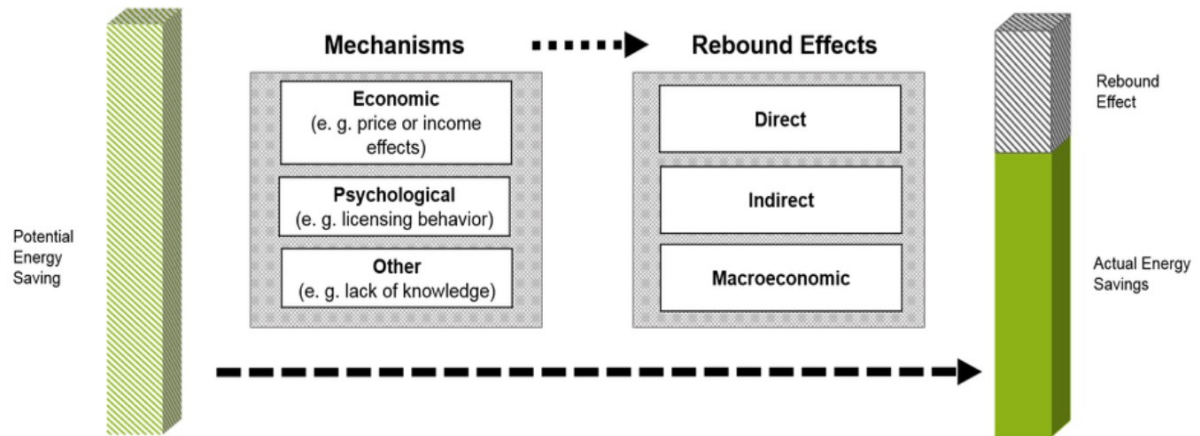 Mechanisms
Rebound Effects
Economic
(e. g. price or income
effects)
Psychological
(e. g. licensing behavior)
Other
(e. g. lack of knowledge)
Direct
Indirect
Macroeconomic
Potential
Energy
Saving
Rebound
Effect
Actual Energy
Savings